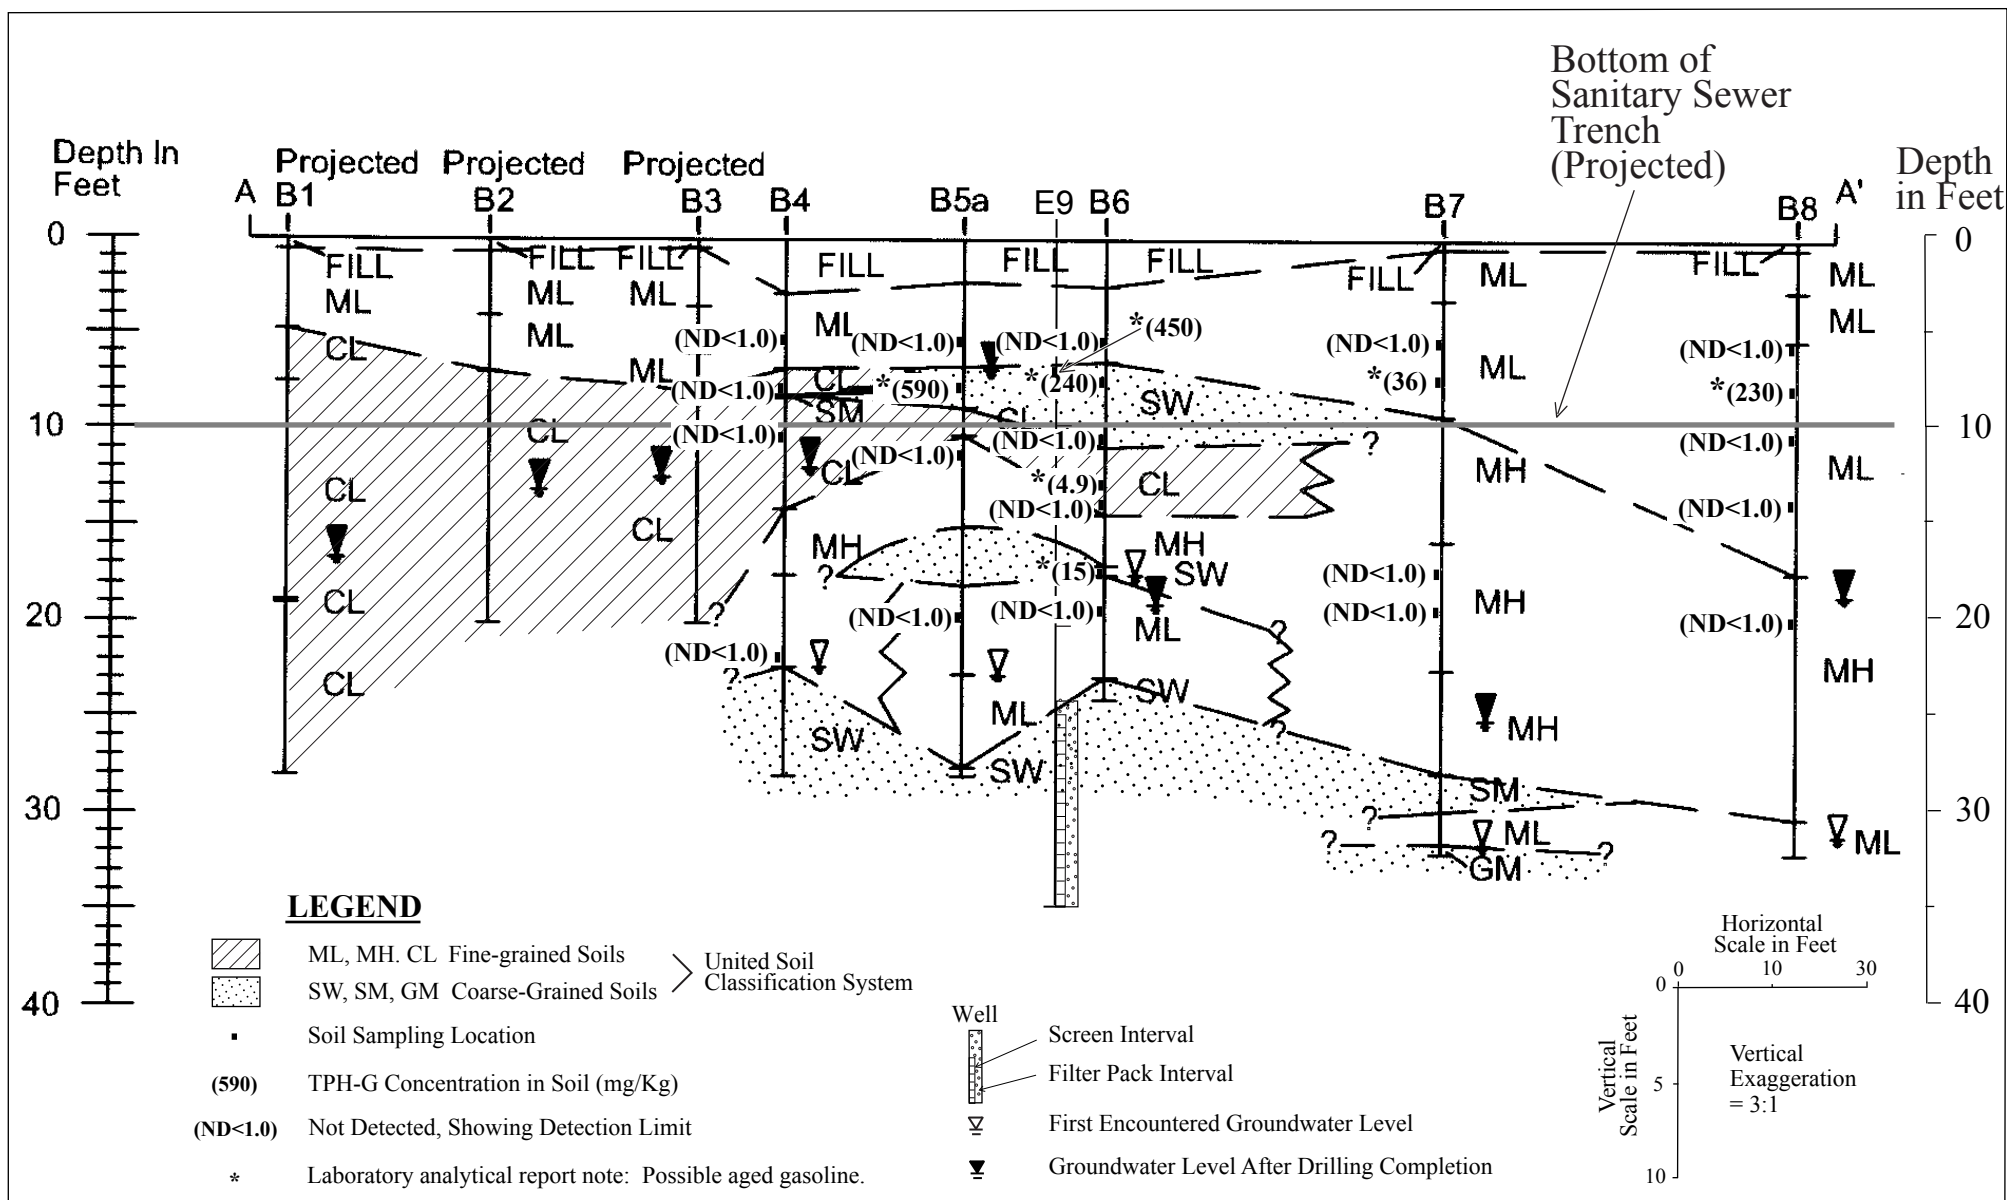 Bottom of
Sanitary Sewer
Trench
(Projected)
Depth In
Feet
Projected Projected Projected
A B1 B2 B3 B4 B5a E9 B6 B7 B8 A'
Depth
in Feet
0 0
FILL FILL FILL FILL FILL FILL FILL ML FILL ML
ML ML ML ML
ML ML ML
*(450)
(ND<1.0) (ND<1.0) (ND<1.0) (ND<1.0) (ND<1.0)
CL ML ML
(ND<1.0) CL *(590) *(240) *(36) *(230)
SM CL SW
10 10
CL (ND<1.0) (ND<1.0) ? (ND<1.0)
(ND<1.0)
CL CL *(4.9) CL MH ML
(ND<1.0) (ND<1.0)
CL MH MH
? *(15) SW (ND<1.0)
CL MH
20 20
? (ND<1.0) (ND<1.0) ML ? (ND<1.0) (ND<1.0)
(ND<1.0)
CL ? SW MH
ML
SW ? MH
SW SM
30 30
? ML
? ? ML
GM
40 40
LEGEND
ML, MH. CL Fine-grained Soils
SW, SM, GM Coarse-Grained Soils
United Soil
Classification System
Soil Sampling Location
(590) TPH-G Concentration in Soil (mg/Kg)
(ND<1.0) Not Detected, Showing Detection Limit
* Laboratory analytical report note: Possible aged gasoline.
Well
Screen Interval
Filter Pack Interval
First Encountered Groundwater Level
Groundwater Level After Drilling Completion
Horizontal
Scale in Feet
0 10 30
0
5
10
Vertical
Scale in Feet
Vertical
Exaggeration
= 3:1